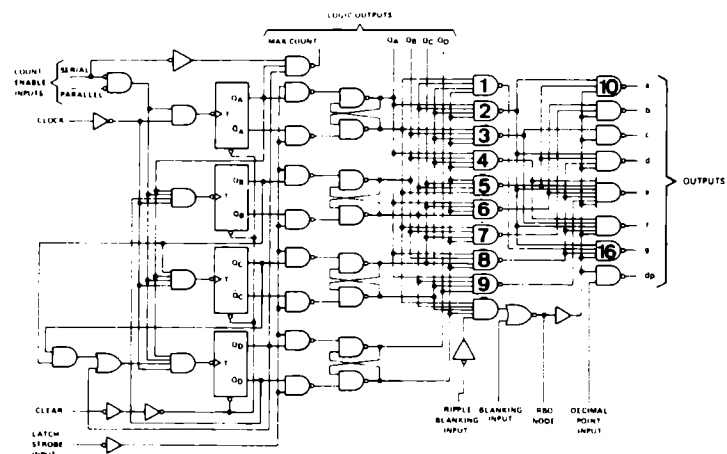 LOGIC OUTPUTS
MAX COUNT
QA QB QC QD
COUNT ENABLE INPUTS
SERIAL
PARALLEL
CLOCK
QA
T
QA
QB
T
QB
QC
T
QC
QD
T
QD
CLEAR
LATCH STROBE INPUT
1
2
3
4
5
6
7
8
9
10
16
a
b
c
d
e
f
g
dp
OUTPUTS
RIPPLE BLANKING INPUT
BLANKING INPUT
RBO NODE
DECIMAL POINT INPUT